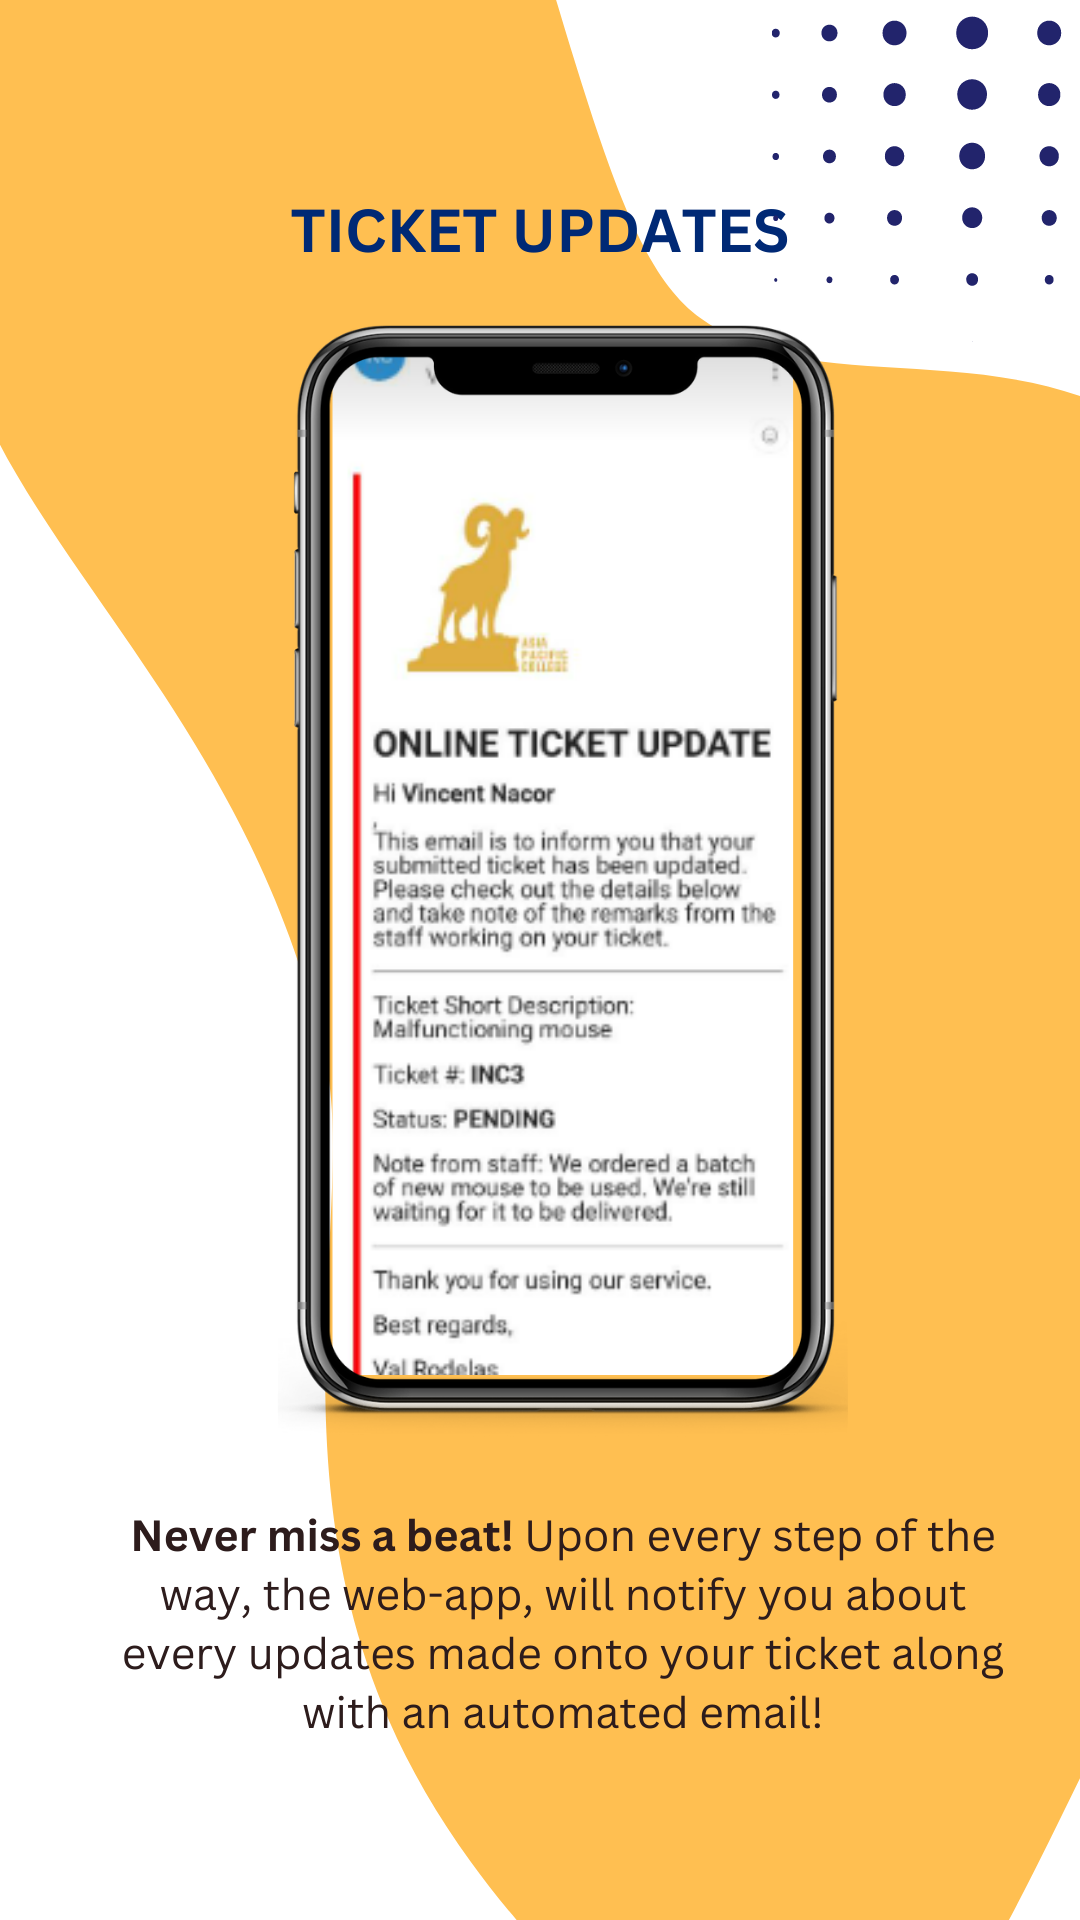 TICKET UPDATES
ASIA
PACIFIC
COLLEGE
ONLINE TICKET UPDATE
Hi Vincent Nacor
,
This email is to inform you that your
submitted ticket has been updated.
Please check out the details below
and take note of the remarks from the
staff working on your ticket.
Ticket Short Description:
Malfunctioning mouse
Ticket #: INC3
Status: PENDING
Note from staff: We ordered a batch
of new mouse to be used. We're still
waiting for it to be delivered.
Thank you for using our service.
Best regards,
Val Rodelas
Never miss a beat! Upon every step of the
way, the web-app, will notify you about
every updates made onto your ticket along
with an automated email!